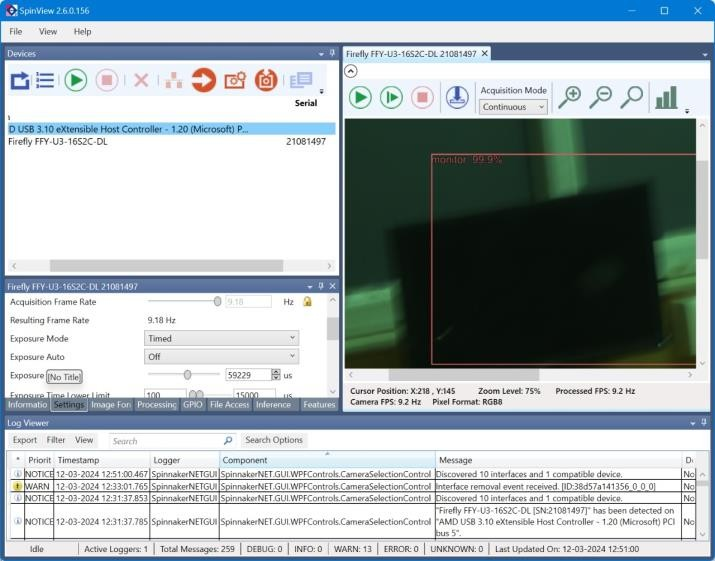 SpinView 2.6.0.156
File View Help
Devices
Serial
D USB 3.10 eXtensible Host Controller - 1.20 (Microsoft) P...
Firefly FFY-U3-16S2C-DL 21081497
Firefly FFY-U3-16S2C-DL 21081497
Acquisition Mode
Continuous
monitor 99.9%
Cursor Position: X:218 , Y:145 Zoom Level: 75% Processed FPS: 9.2 Hz
Camera FPS: 9.2 Hz Pixel Format: RGB8
Firefly FFY-U3-16S2C-DL 21081497
Acquisition Frame Rate 9.18 Hz
Resulting Frame Rate 9.18 Hz
Exposure Mode Timed
Exposure Auto Off
Exposure [No Title] 59229 us
Exposure Time Lower Limit 100 15000 us
Informatio Settings Image Fori Processing GPIO File Access Inference Features
Log Viewer
Export Filter View Search Search Options
* Priorit Timestamp Logger Component Message D
NOTICE 12-03-2024 12:51:00.467 SpinnakerNETGUI SpinnakerNET.GUI.WPFControls.CameraSelectionControl Discovered 10 interfaces and 1 compatible device. No
WARN 12-03-2024 12:33:01.765 SpinnakerNETGUI SpinnakerNET.GUI.WPFControls.CameraSelectionControl Interface removal event received. [ID:38d57a141356_0_0_0] No
NOTICE 12-03-2024 12:31:37.853 SpinnakerNETGUI SpinnakerNET.GUI.WPFControls.CameraSelectionControl Discovered 10 interfaces and 1 compatible device. No
NOTICE 12-03-2024 12:31:37.785 SpinnakerNETGUI SpinnakerNET.GUI.WPFControls.CameraSelectionControl "Firefly FFY-U3-16S2C-DL [SN:21081497]" has been detected on No
"AMD USB 3.10 eXtensible Host Controller - 1.20 (Microsoft) PCI
bus 5".
Idle Active Loggers: 1 Total Messages: 259 DEBUG: 0 INFO: 0 WARN: 13 ERROR: 0 UNKNOWN: 0 Last Updated On: 12-03-2024 12:51:00